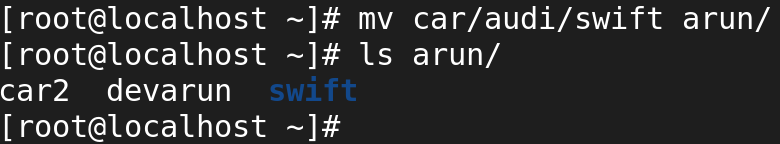 [root@localhost ~]# mv car/audi/swift arun/
[root@localhost ~]# ls arun/
car2  devarun  swift
[root@localhost ~]#